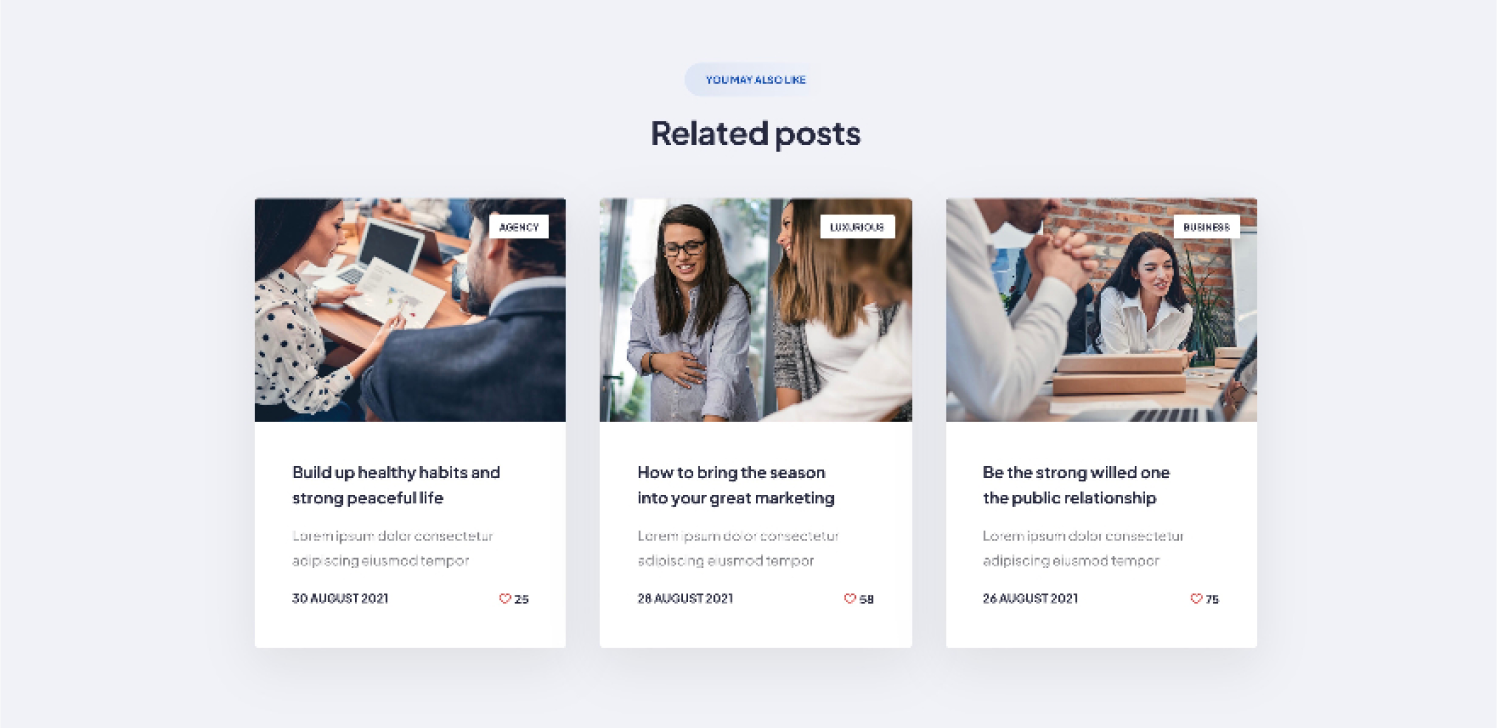 YOU MAY ALSO LIKE
Related posts
AGENCY
Build up healthy habits and
strong peaceful life
Lorem ipsum dolor consectetur
adipiscing eiusmod tempor
30 AUGUST 2021
25
LUXURIOUS
How to bring the season
into your great marketing
Lorem ipsum dolor consectetur
adipiscing eiusmod tempor
28 AUGUST 2021
58
BUSINESS
Be the strong willed one
the public relationship
Lorem ipsum dolor consectetur
adipiscing eiusmod tempor
26 AUGUST 2021
75